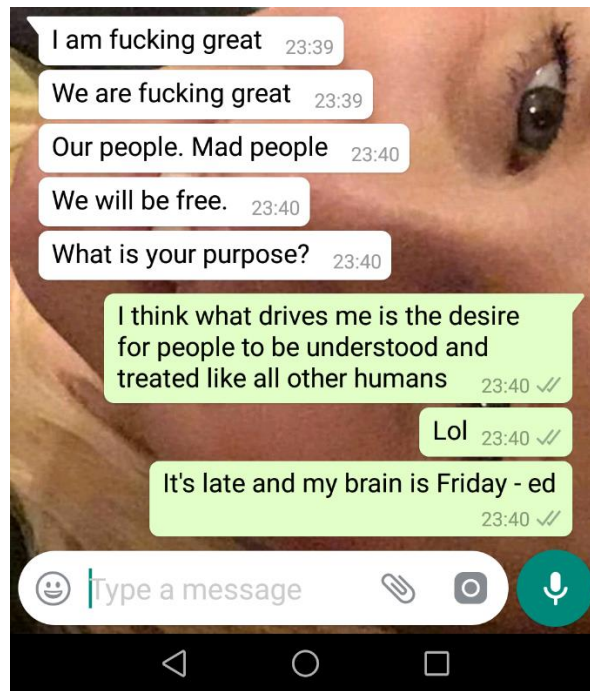 I am fucking great 23:39
We are fucking great 23:39
Our people. Mad people 23:40
We will be free. 23:40
What is your purpose? 23:40
I think what drives me is the desire
for people to be understood and
treated like all other humans 23:40
Lol 23:40
It's late and my brain is Friday - ed
23:40
Type a message